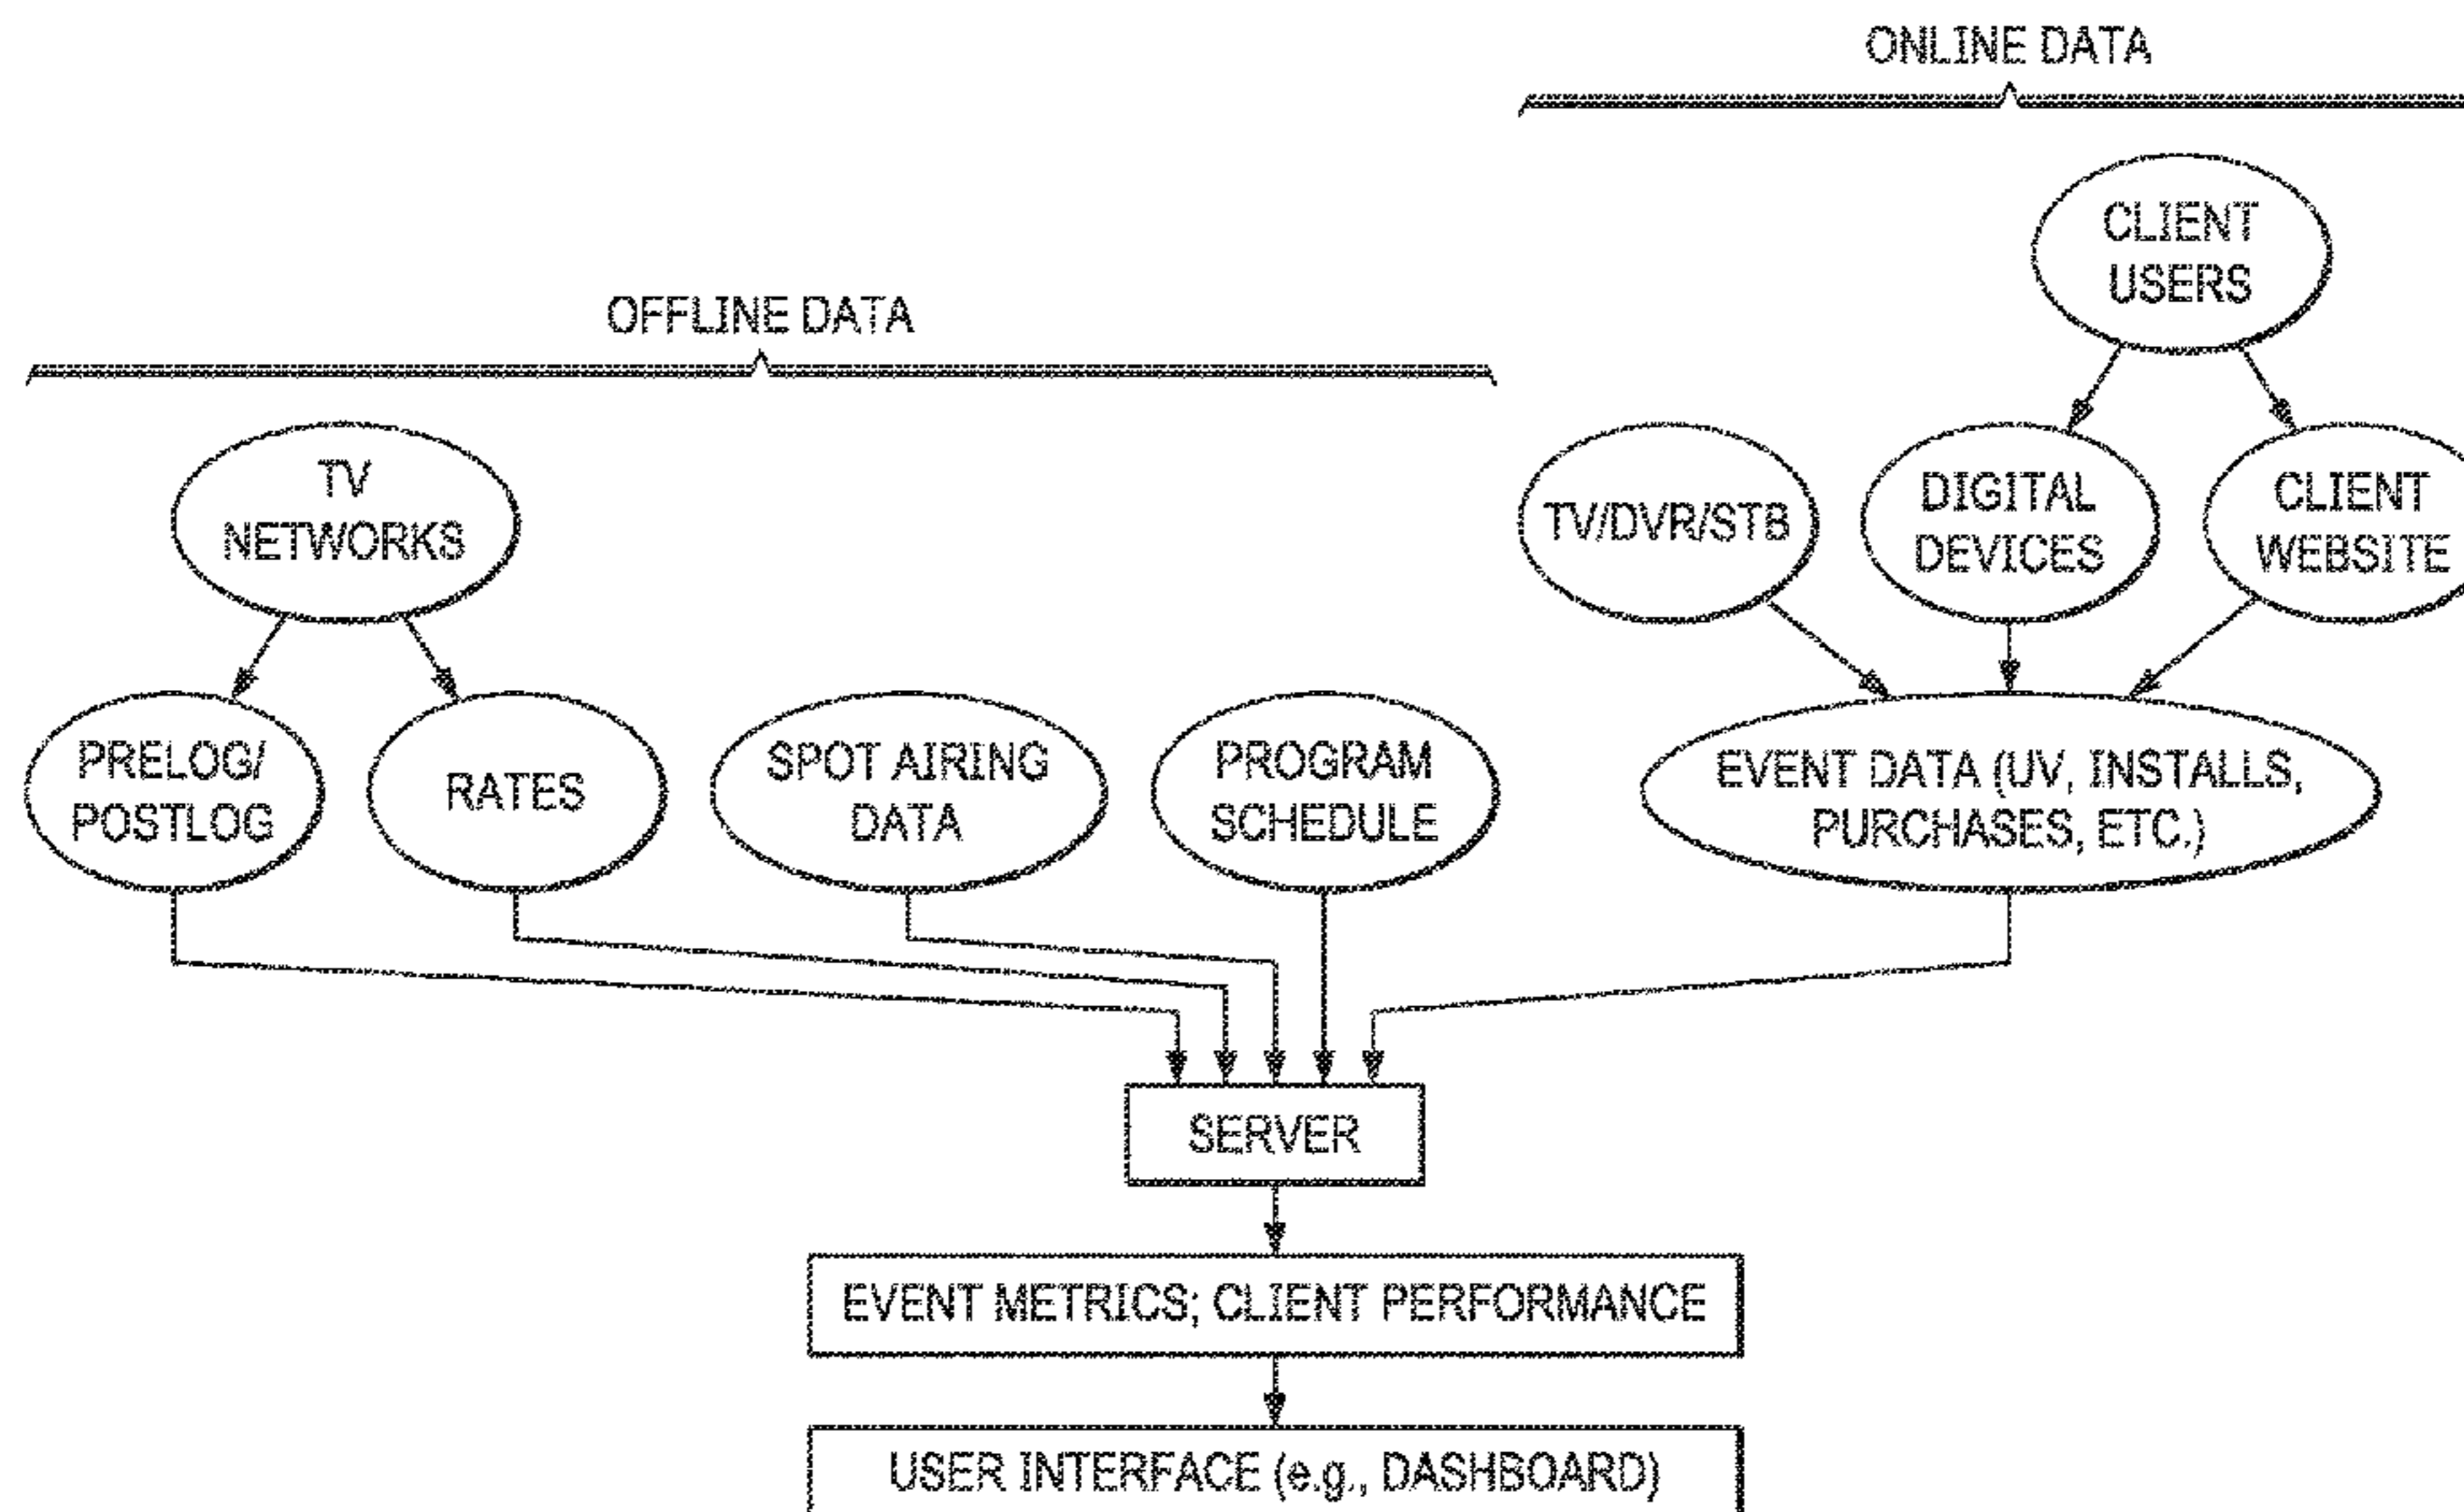 ONLINE DATA
CLIENT
USERS
OFFLINE DATA
TV
NETWORKS
TV/DVR/STB
DIGITAL
DEVICES
CLIENT
WEBSITE
PRELOG/
POSTLOG
RATES
SPOT AIRING
DATA
PROGRAM
SCHEDULE
EVENT DATA (UV, INSTALLS,
PURCHASES, ETC.)
SERVER
EVENT METRICS; CLIENT PERFORMANCE
USER INTERFACE (e.g., DASHBOARD)